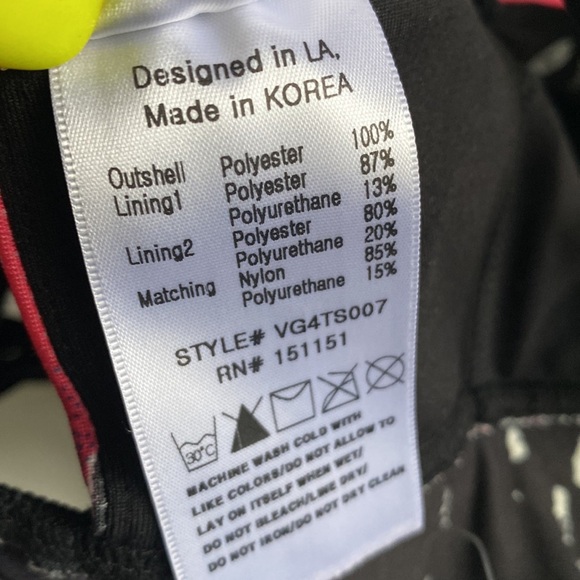 Designed in LA,
Made in KOREA
Outshell Polyester 100%
Lining1 Polyester 87%
Polyurethane 13%
Lining2 Polyester 80%
Polyurethane 20%
Matching Nylon 85%
Polyurethane 15%
STYLE# VG4TS007
RN# 151151
30°C
MACHINE WASH COLD WITH
LIKE COLORS/DO NOT ALLOW TO
LAY ON ITSELF WHEN WET/
DO NOT BLEACH/LINE DRY/
DO NOT IRON/DO NOT DRY CLEAN